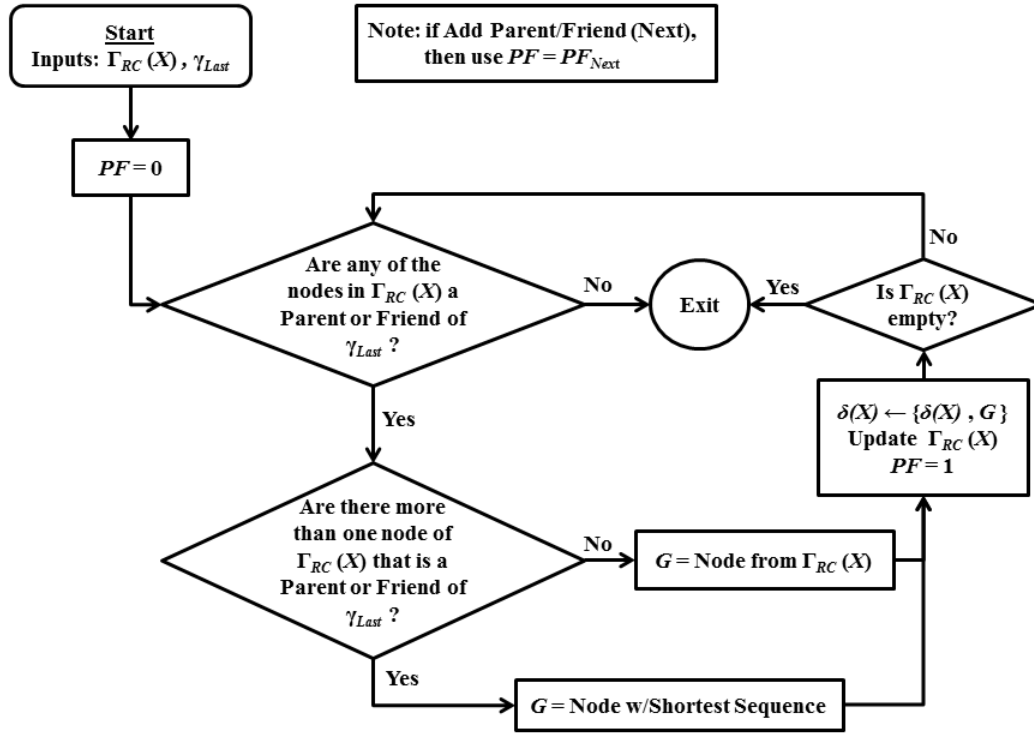 Start
Inputs: Γ_RC (X) , γ_Last
Note: if Add Parent/Friend (Next),
then use PF = PF_Next
PF = 0
Are any of the
nodes in Γ_RC (X) a
Parent or Friend of
γ_Last ?
No
Exit
Yes
Is Γ_RC (X)
empty?
No
Yes
δ(X) ← {δ(X) , G }
Update Γ_RC (X)
PF = 1
Are there more
than one node of
Γ_RC (X) that is a
Parent or Friend of
γ_Last ?
No
G = Node from Γ_RC (X)
Yes
G = Node w/Shortest Sequence